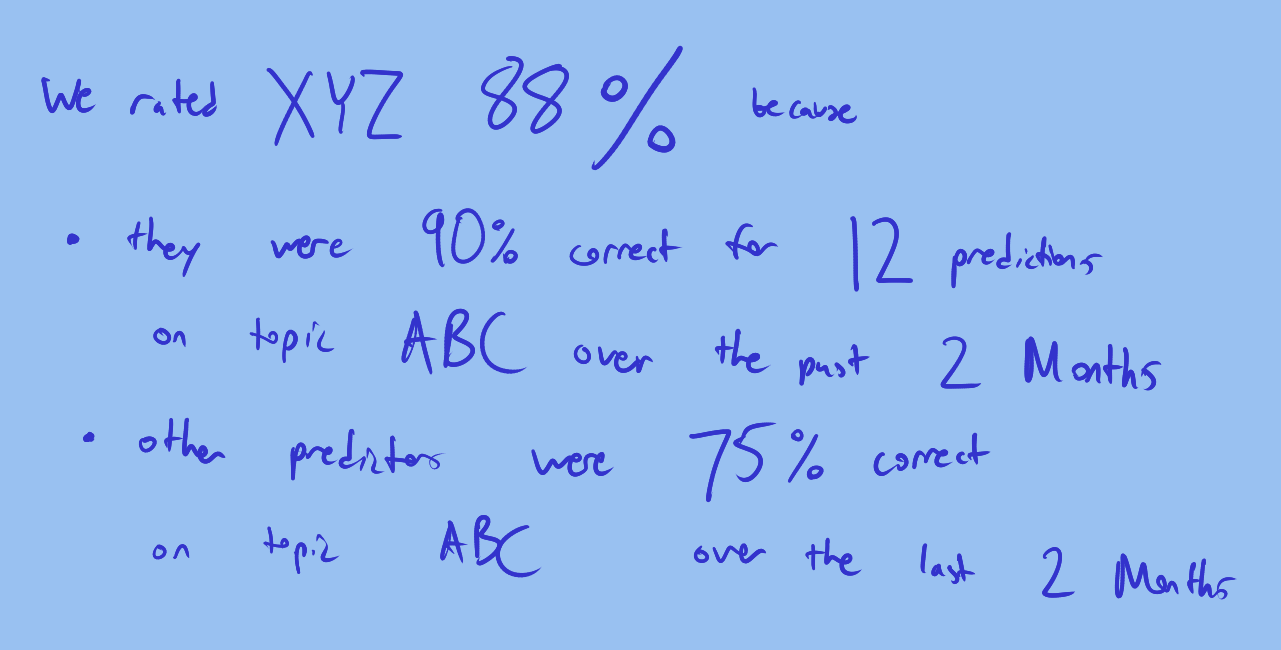 We rated XYZ 88% because
• they were 90% correct for 12 predictions
on topic ABC over the past 2 Months
• other predictors were 75% correct
on topic ABC over the last 2 Months